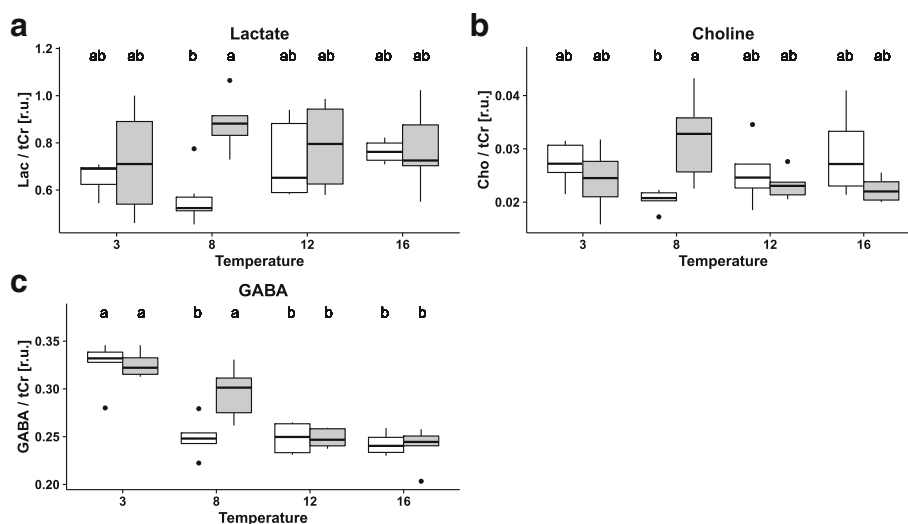 a
Lactate
ab ab b a ab ab ab ab
1.2
1.0
0.8
0.6
Lac / tCr [r.u.]
3 8 12 16
Temperature
b
Choline
ab ab b a ab ab ab ab
0.04
0.03
0.02
Cho / tCr [r.u.]
3 8 12 16
Temperature
c
GABA
a a b a b b b b
0.35
0.30
0.25
0.20
GABA / tCr [r.u.]
3 8 12 16
Temperature